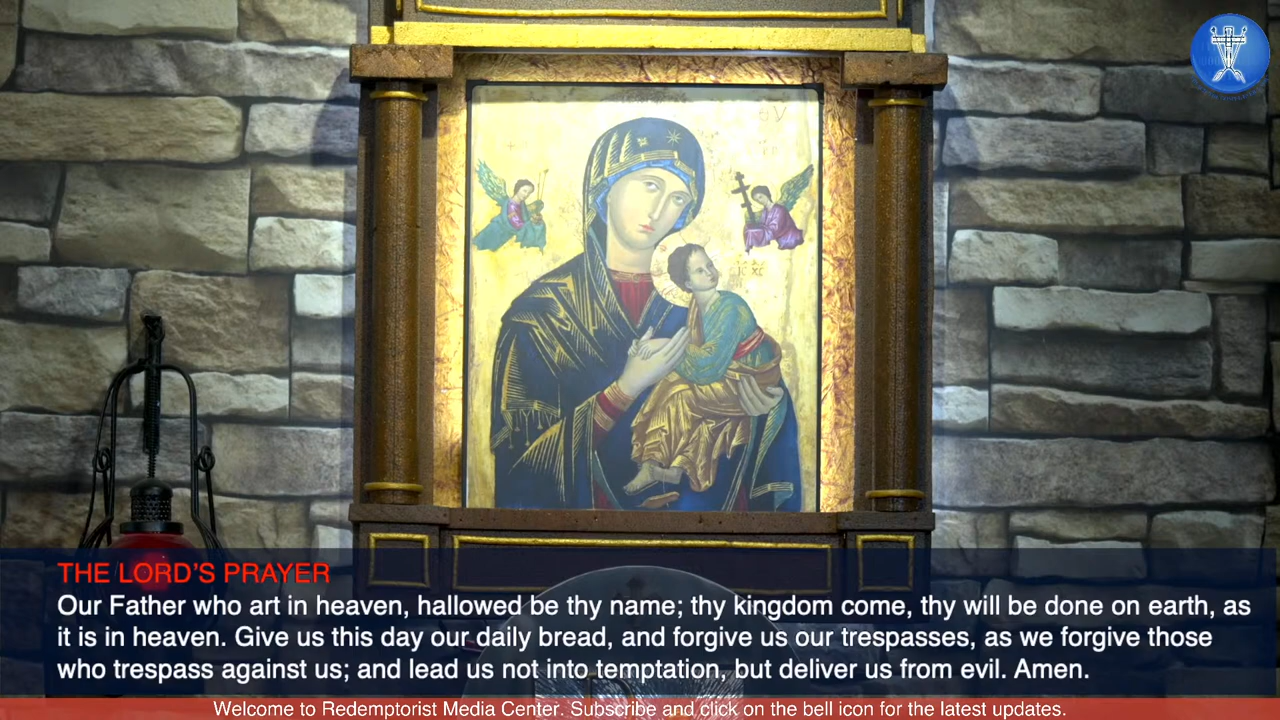 ΘΥ
IC XC
THE LORD'S PRAYER
Our Father who art in heaven, hallowed be thy name; thy kingdom come, thy will be done on earth, as
it is in heaven. Give us this day our daily bread, and forgive us our trespasses, as we forgive those
who trespass against us; and lead us not into temptation, but deliver us from evil. Amen.
Welcome to Redemptorist Media Center. Subscribe and click on the bell icon for the latest updates.